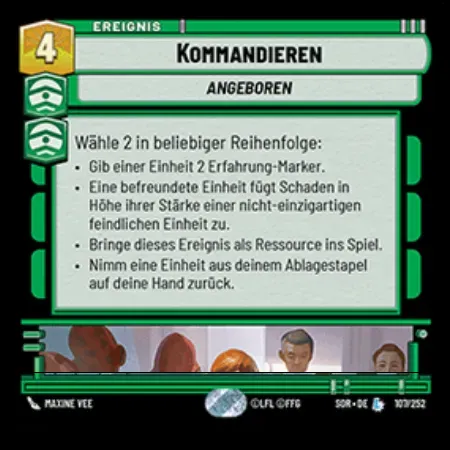 EREIGNIS
4
KOMMANDIEREN
ANGEBOREN
Wähle 2 in beliebiger Reihenfolge:
• Gib einer Einheit 2 Erfahrung-Marker.
• Eine befreundete Einheit fügt Schaden in
Höhe ihrer Stärke einer nicht-einzigartigen
feindlichen Einheit zu.
• Bringe dieses Ereignis als Ressource ins Spiel.
• Nimm eine Einheit aus deinem Ablagestapel
auf deine Hand zurück.
MAXINE VEE
©LFL ©FFG
SOR • DE
107/252